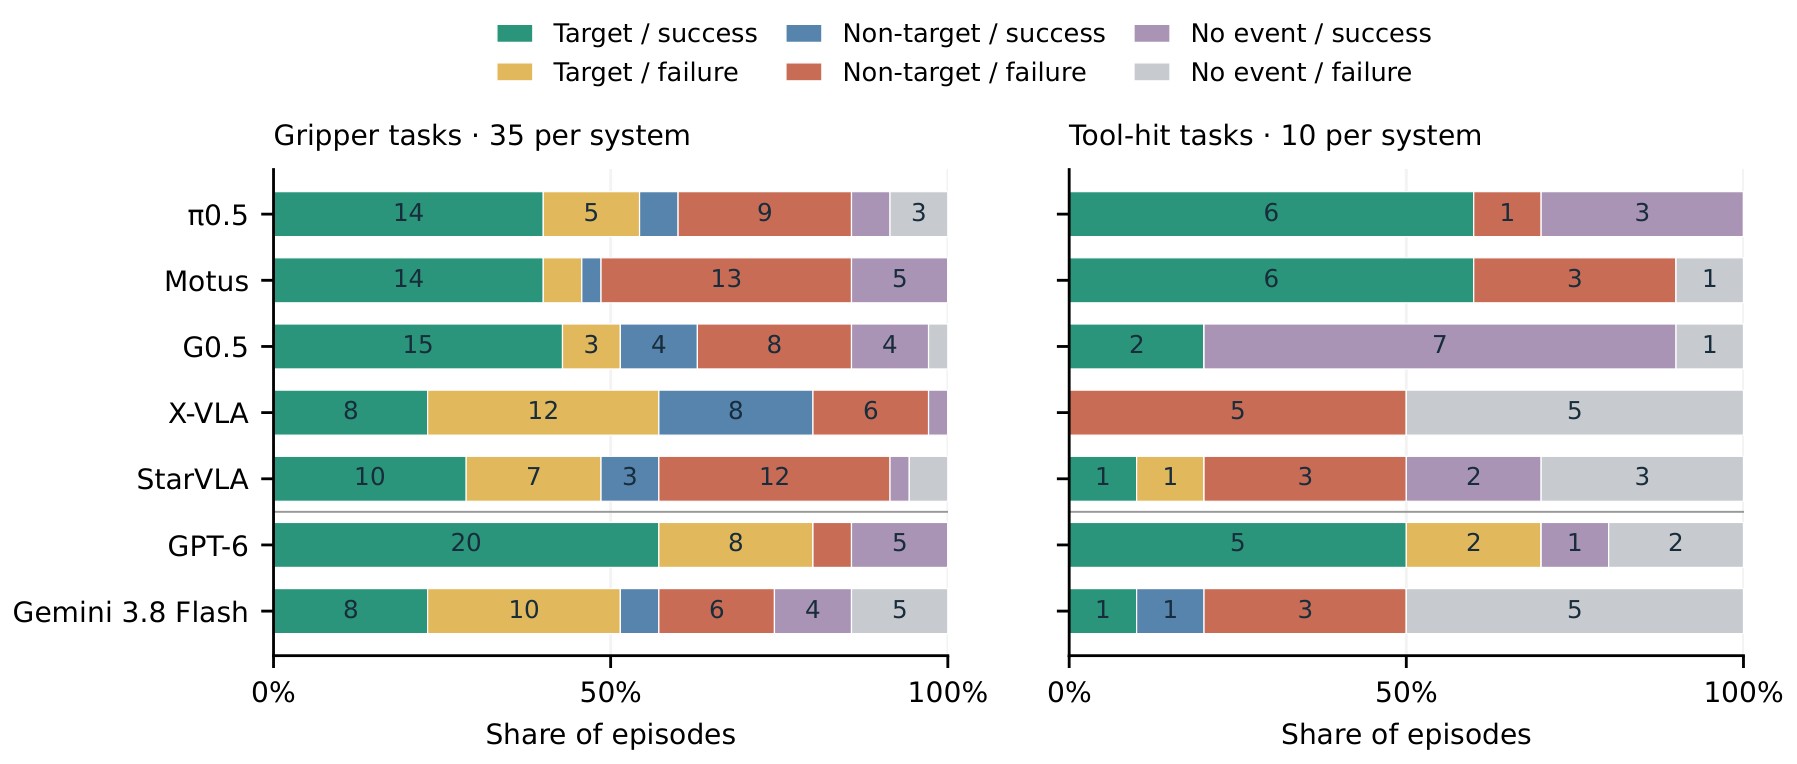 Target / success Non-target / success No event / success
Target / failure Non-target / failure No event / failure
Gripper tasks · 35 per system
Tool-hit tasks · 10 per system
π0.5 14 5 9 3 6 1 3
Motus 14 13 5 6 3 1
G0.5 15 3 4 8 4 2 7 1
X-VLA 8 12 8 6 5 5
StarVLA 10 7 3 12 1 1 3 2 3
GPT-6 20 8 5 5 2 1 2
Gemini 3.8 Flash 8 10 6 4 5 1 1 3 5
0% 50% 100% 0% 50% 100%
Share of episodes Share of episodes